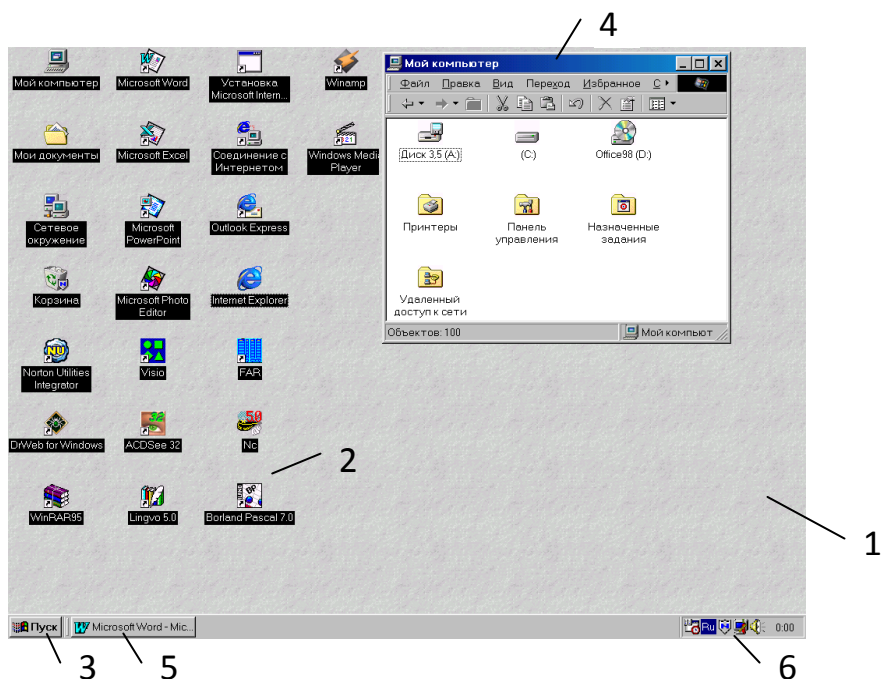 4
Мой компьютер
Microsoft Word
Установка
Microsoft Intern...
Winamp
Мой компьютер
Файл Правка Вид Переход Избранное С
Мои документы
Microsoft Excel
Соединение с
Интернетом
Windows Medi
Player
Диск 3,5 (A:)
(C:)
Office98 (D:)
Сетевое
окружение
Microsoft
PowerPoint
Outlook Express
Принтеры
Панель
управления
Назначенные
задания
Корзина
Microsoft Photo
Editor
Internet Explorer
Удаленный
доступ к сети
Объектов: 100
Мой компьют
Norton Utilities
Integrator
Visio
FAR
DrWeb for Windows
ACDSee 32
Nc
2
WinRAR95
Lingvo 5.0
Borland Pascal 7.0
1
Пуск
Microsoft Word - Mic...
Ru
0:00
3
5
6